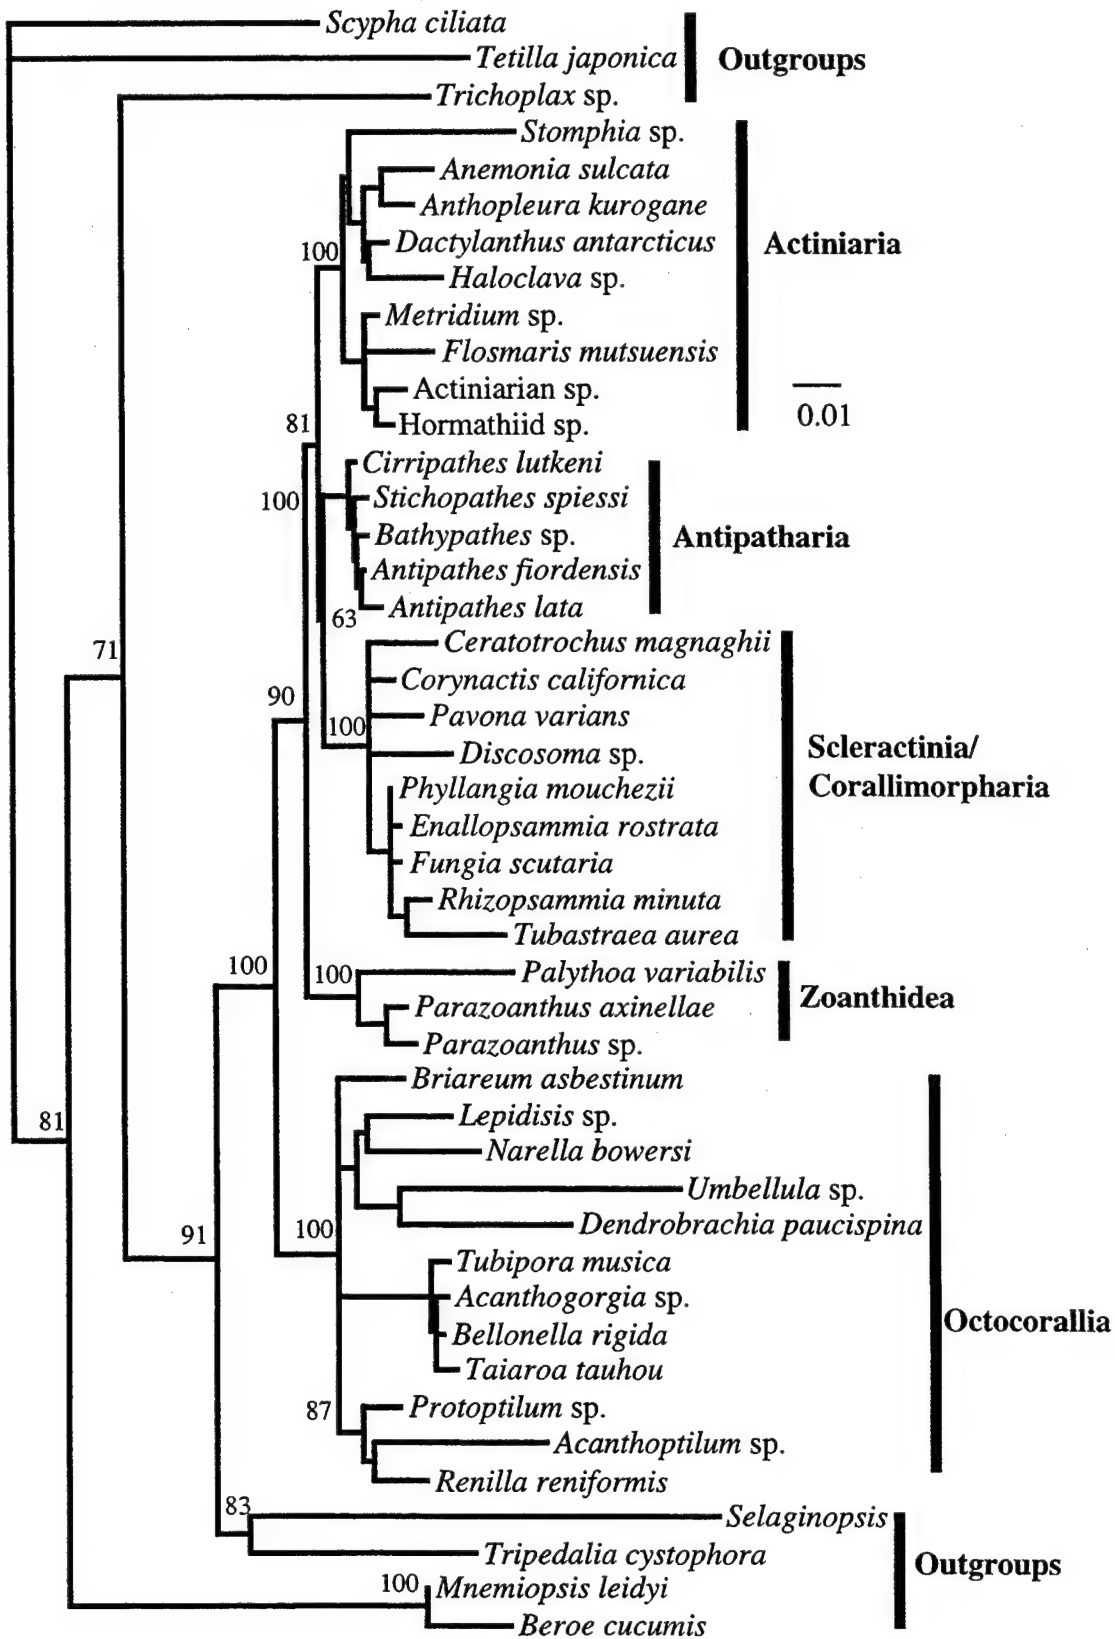 Scypha ciliata
Tetilla japonica
Outgroups
Trichoplax sp.
Stomphia sp.
Anemonia sulcata
Anthopleura kurogane
Dactylanthus antarcticus
Actiniaria
100
Haloclava sp.
Metridium sp.
Flosmaris mutsuensis
Actiniarian sp.
0.01
Hormathiid sp.
81
Cirripathes lutkeni
100
Stichopathes spiessi
Bathypathes sp.
Antipatharia
Antipathes fiordensis
Antipathes lata
63
Ceratotrochus magnaghii
71
Corynactis californica
90
Pavona varians
100
Discosoma sp.
Scleractinia/
Corallimorpharia
Phyllangia mouchezii
Enallopsammia rostrata
Fungia scutaria
Rhizopsammia minuta
Tubastraea aurea
100
100
Palythoa variabilis
Zoanthidea
Parazoanthus axinellae
Parazoanthus sp.
Briareum asbestinum
81
Lepidisis sp.
Narella bowersi
Umbellula sp.
91
100
Dendrobrachia paucispina
Tubipora musica
Acanthogorgia sp.
Octocorallia
Bellonella rigida
Taiaroa tauhou
87
Protoptilum sp.
Acanthoptilum sp.
Renilla reniformis
83
Selaginopsis
Tripedalia cystophora
Outgroups
100
Mnemiopsis leidyi
Beroe cucumis